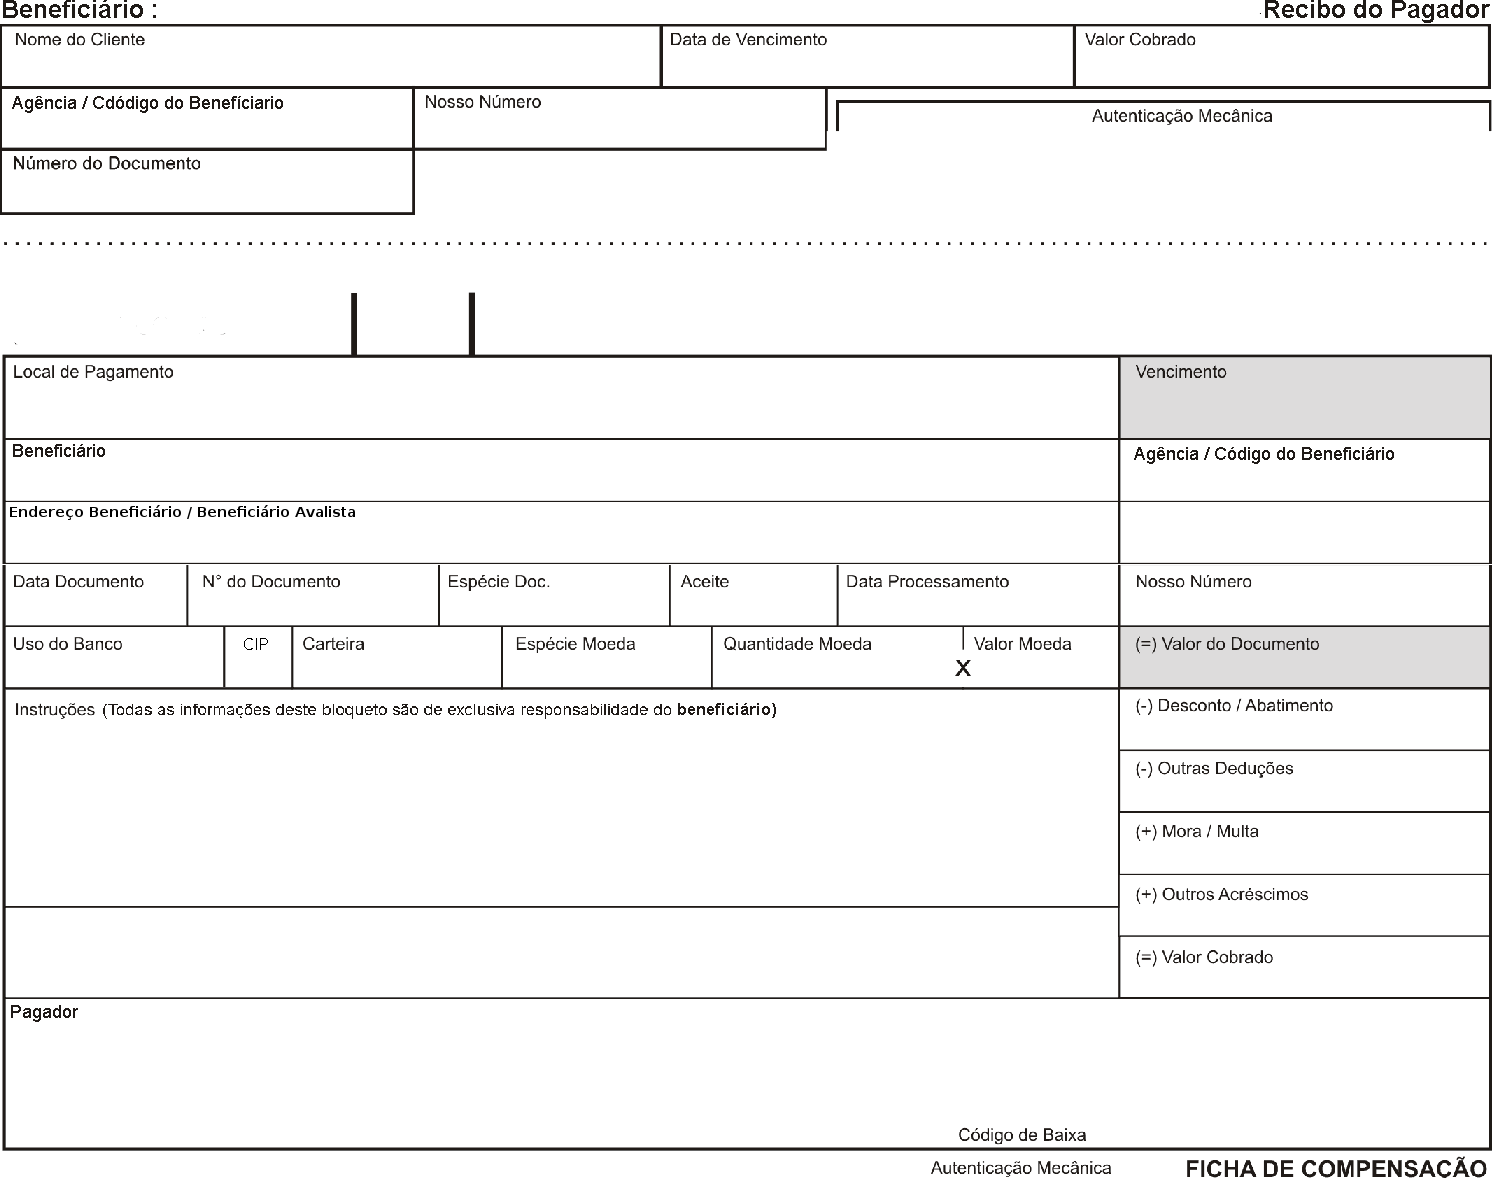 Beneficiário : Recibo do Pagador
Nome do Cliente Data de Vencimento Valor Cobrado
Agência / Cdódigo do Benefíciario Nosso Número Autenticação Mecânica
Número do Documento
Local de Pagamento Vencimento
Beneficiário Agência / Código do Beneficiário
Endereço Beneficiário / Beneficiário Avalista
Data Documento N° do Documento Espécie Doc. Aceite Data Processamento Nosso Número
Uso do Banco CIP Carteira Espécie Moeda Quantidade Moeda Valor Moeda (=) Valor do Documento
X
Instruções (Todas as informações deste bloqueto são de exclusiva responsabilidade do beneficiário) (-) Desconto / Abatimento
(-) Outras Deduções
(+) Mora / Multa
(+) Outros Acréscimos
(=) Valor Cobrado
Pagador
Código de Baixa
Autenticação Mecânica FICHA DE COMPENSACÃO